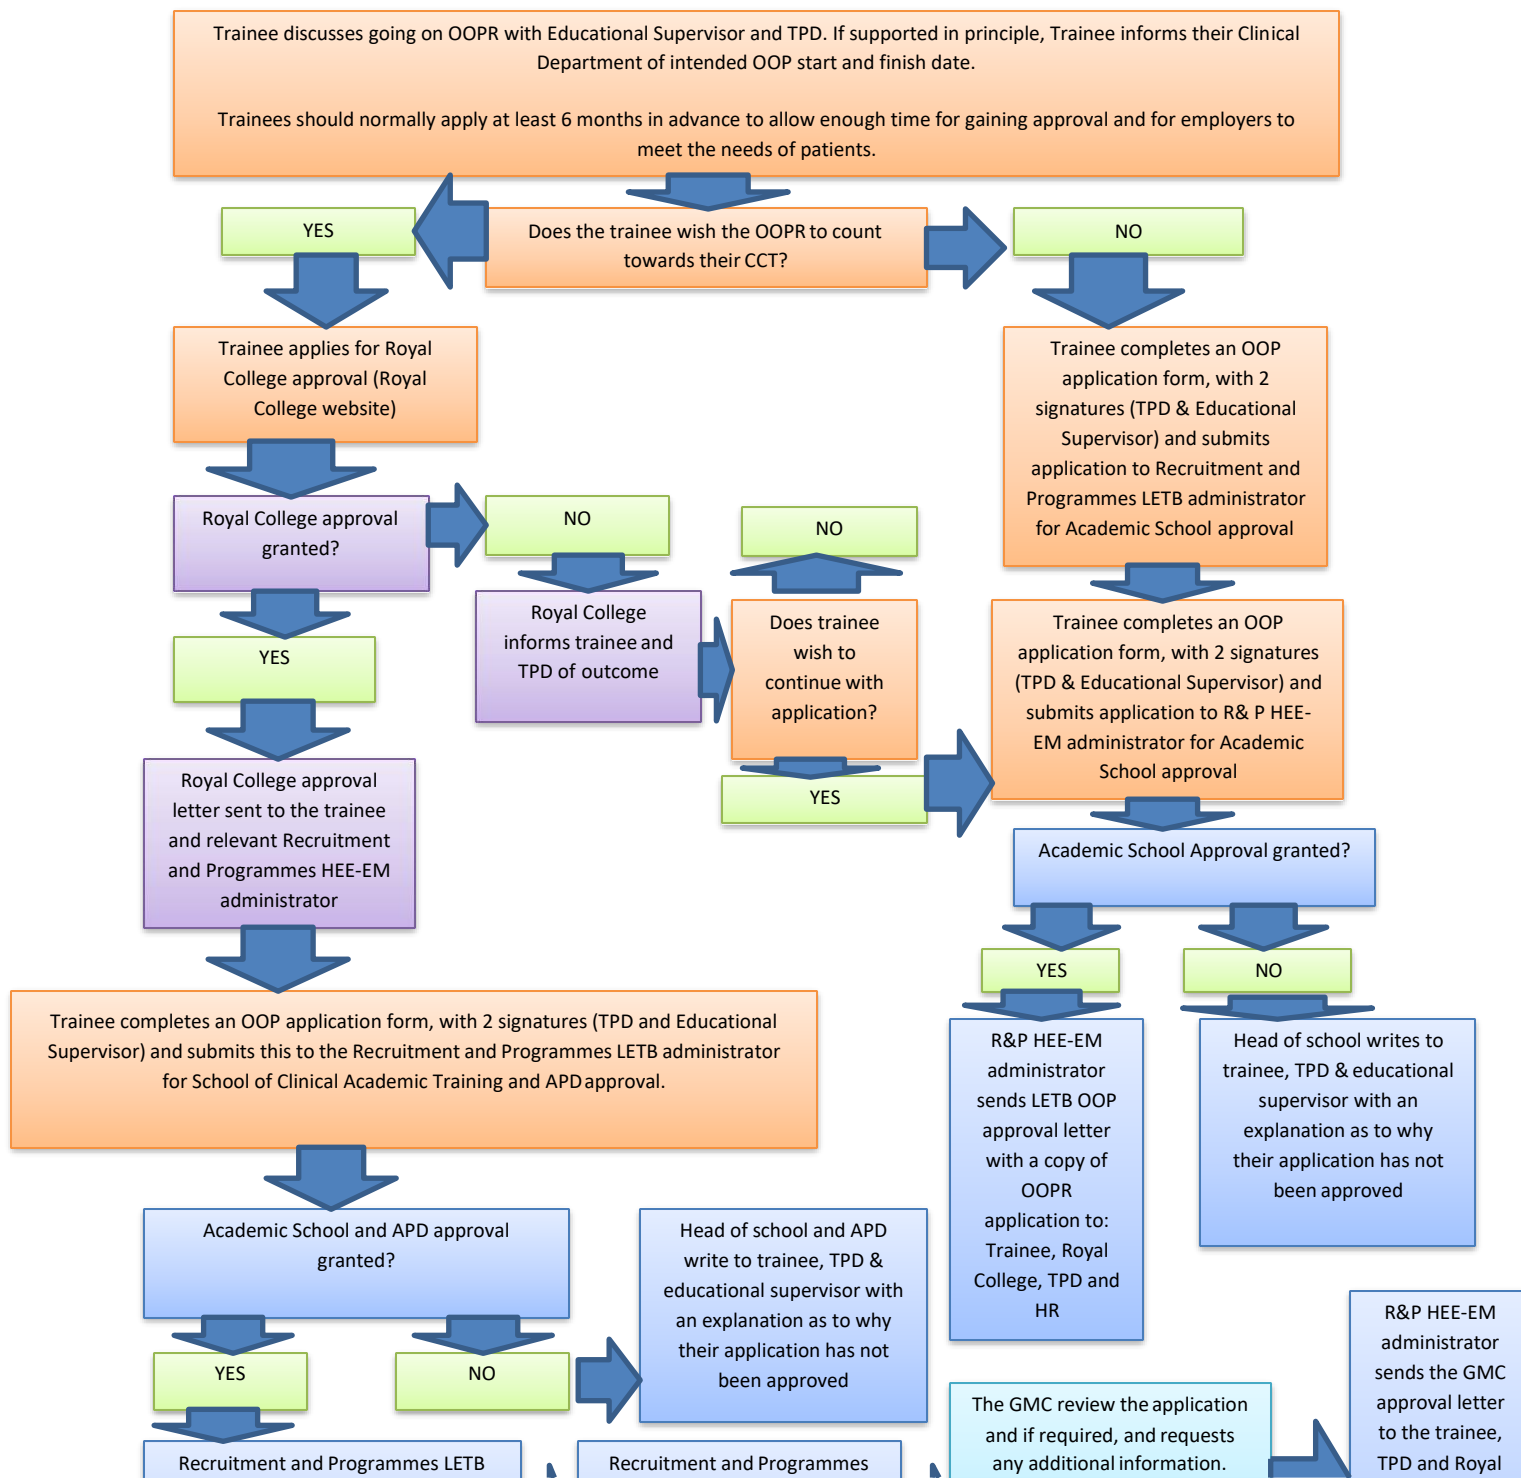 Trainee discusses going on OOPR with Educational Supervisor and TPD. If supported in principle, Trainee informs their Clinical
Department of intended OOP start and finish date.
Trainees should normally apply at least 6 months in advance to allow enough time for gaining approval and for employers to
meet the needs of patients.
YES
Does the trainee wish the OOPR to count
towards their CCT?
NO
Trainee applies for Royal
College approval (Royal
College website)
Trainee completes an OOP
application form, with 2
signatures (TPD & Educational
Supervisor) and submits
application to Recruitment and
Programmes LETB administrator
for Academic School approval
Royal College approval
granted?
NO
NO
Royal College
informs trainee and
TPD of outcome
Does trainee
wish to
continue with
application?
Trainee completes an OOP
application form, with 2 signatures
(TPD & Educational Supervisor) and
submits application to R& P HEE-
EM administrator for Academic
School approval
YES
YES
Royal College approval
letter sent to the trainee
and relevant Recruitment
and Programmes HEE-EM
administrator
Academic School Approval granted?
YES
NO
Trainee completes an OOP application form, with 2 signatures (TPD and Educational
Supervisor) and submits this to the Recruitment and Programmes LETB administrator
for School of Clinical Academic Training and APD approval.
R&P HEE-EM
administrator
sends LETB OOP
approval letter
with a copy of
OOPR
application to:
Trainee, Royal
College, TPD and
HR
Head of school writes to
trainee, TPD & educational
supervisor with an
explanation as to why
their application has not
been approved
Academic School and APD approval
granted?
Head of school and APD
write to trainee, TPD &
educational supervisor with
an explanation as to why
their application has not
been approved
YES
NO
R&P HEE-EM
administrator
sends the GMC
approval letter
to the trainee,
TPD and Royal
The GMC review the application
and if required, and requests
any additional information.
Recruitment and Programmes LETB
Recruitment and Programmes